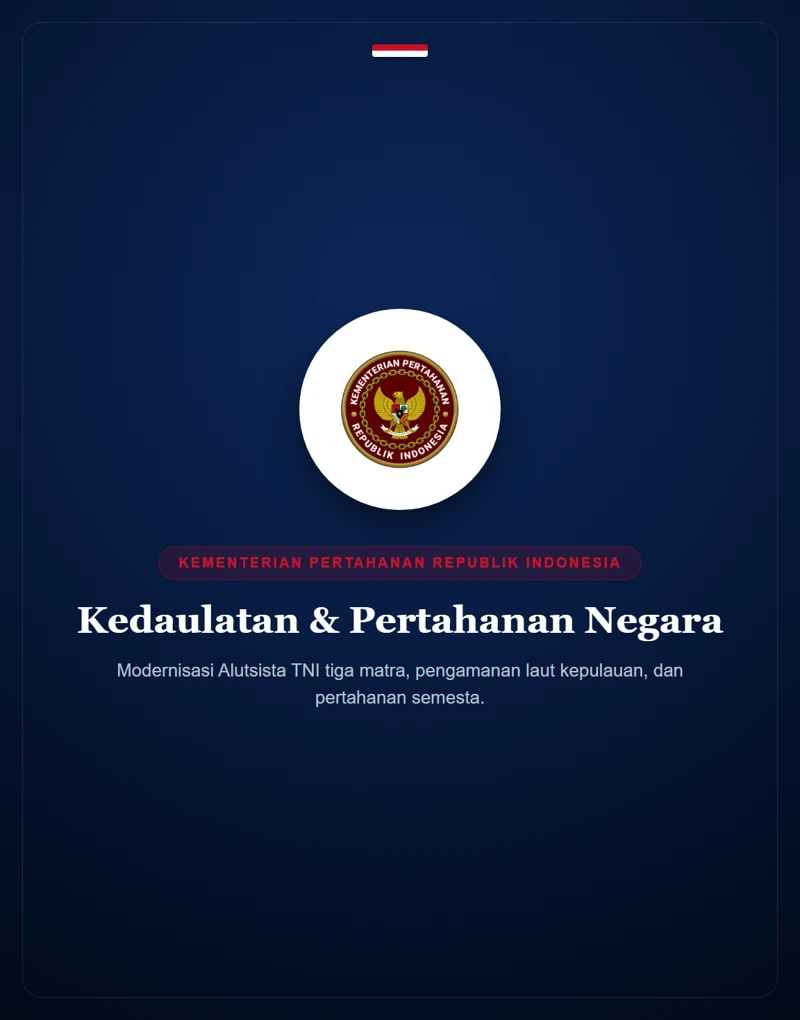 KEMENTERIAN PERTAHANAN
REPUBLIK INDONESIA
KEMENTERIAN PERTAHANAN REPUBLIK INDONESIA
Kedaulatan & Pertahanan Negara
Modernisasi Alutsista TNI tiga matra, pengamanan laut kepulauan, dan
pertahanan semesta.